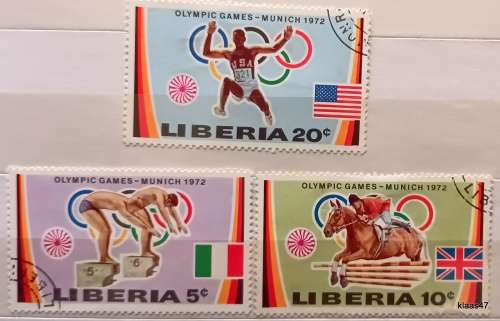 OLYMPIC GAMES-MUNICH 1972
USA
LIBERIA 20¢
OLYMPIC GAMES-MUNICH 1972
5
6
LIBERIA 5¢
OLYMPIC GAMES-MUNICH 1972
LIBERIA 10¢
klaas47